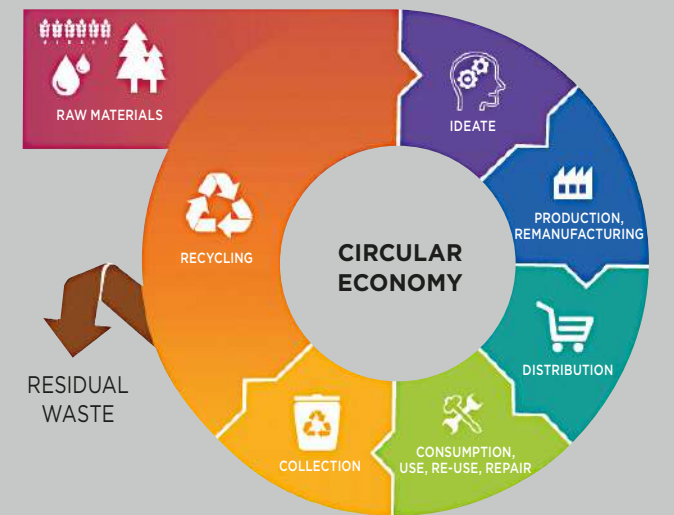 RAW MATERIALS
IDEATE
PRODUCTION,
REMANUFACTURING
RECYCLING
CIRCULAR
ECONOMY
DISTRIBUTION
RESIDUAL
WASTE
COLLECTION
CONSUMPTION,
USE, RE-USE, REPAIR